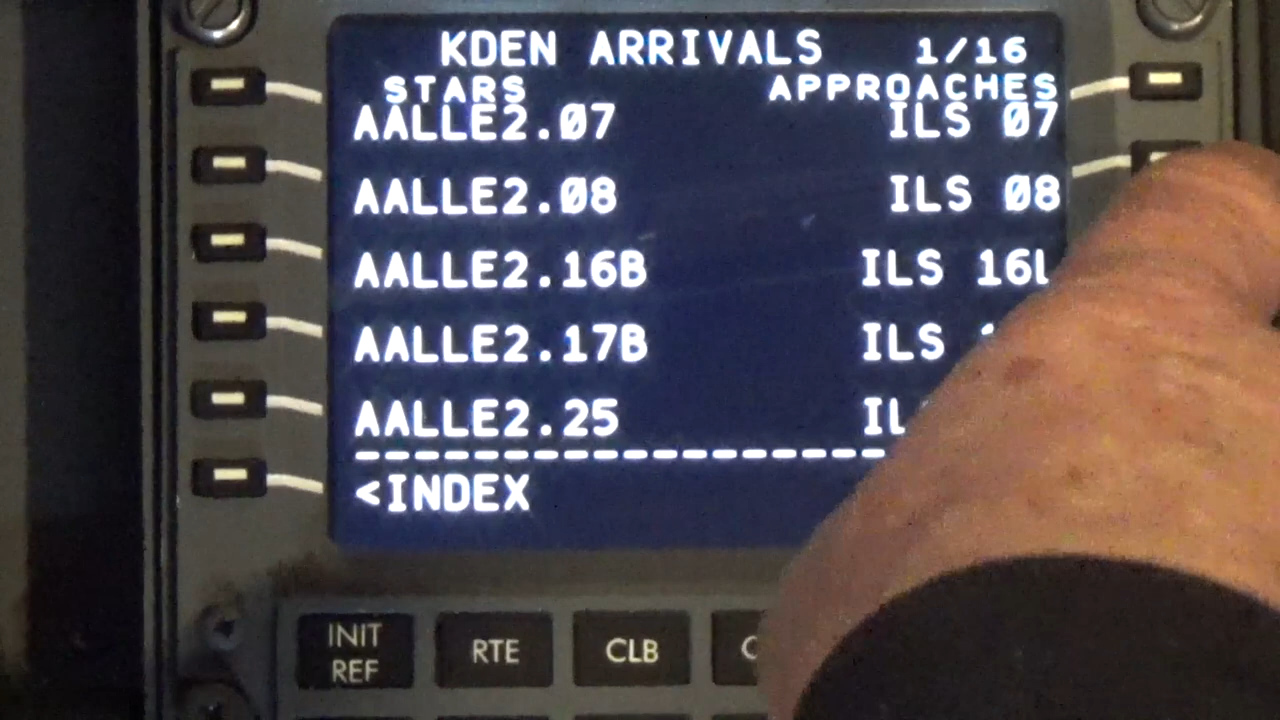 KDEN ARRIVALS 1/16
STARS APPROACHES
AALLE2.07 ILS 07
AALLE2.08 ILS 08
AALLE2.16B ILS 16L
AALLE2.17B ILS
AALLE2.25
--------------------
<INDEX
INIT REF RTE CLB